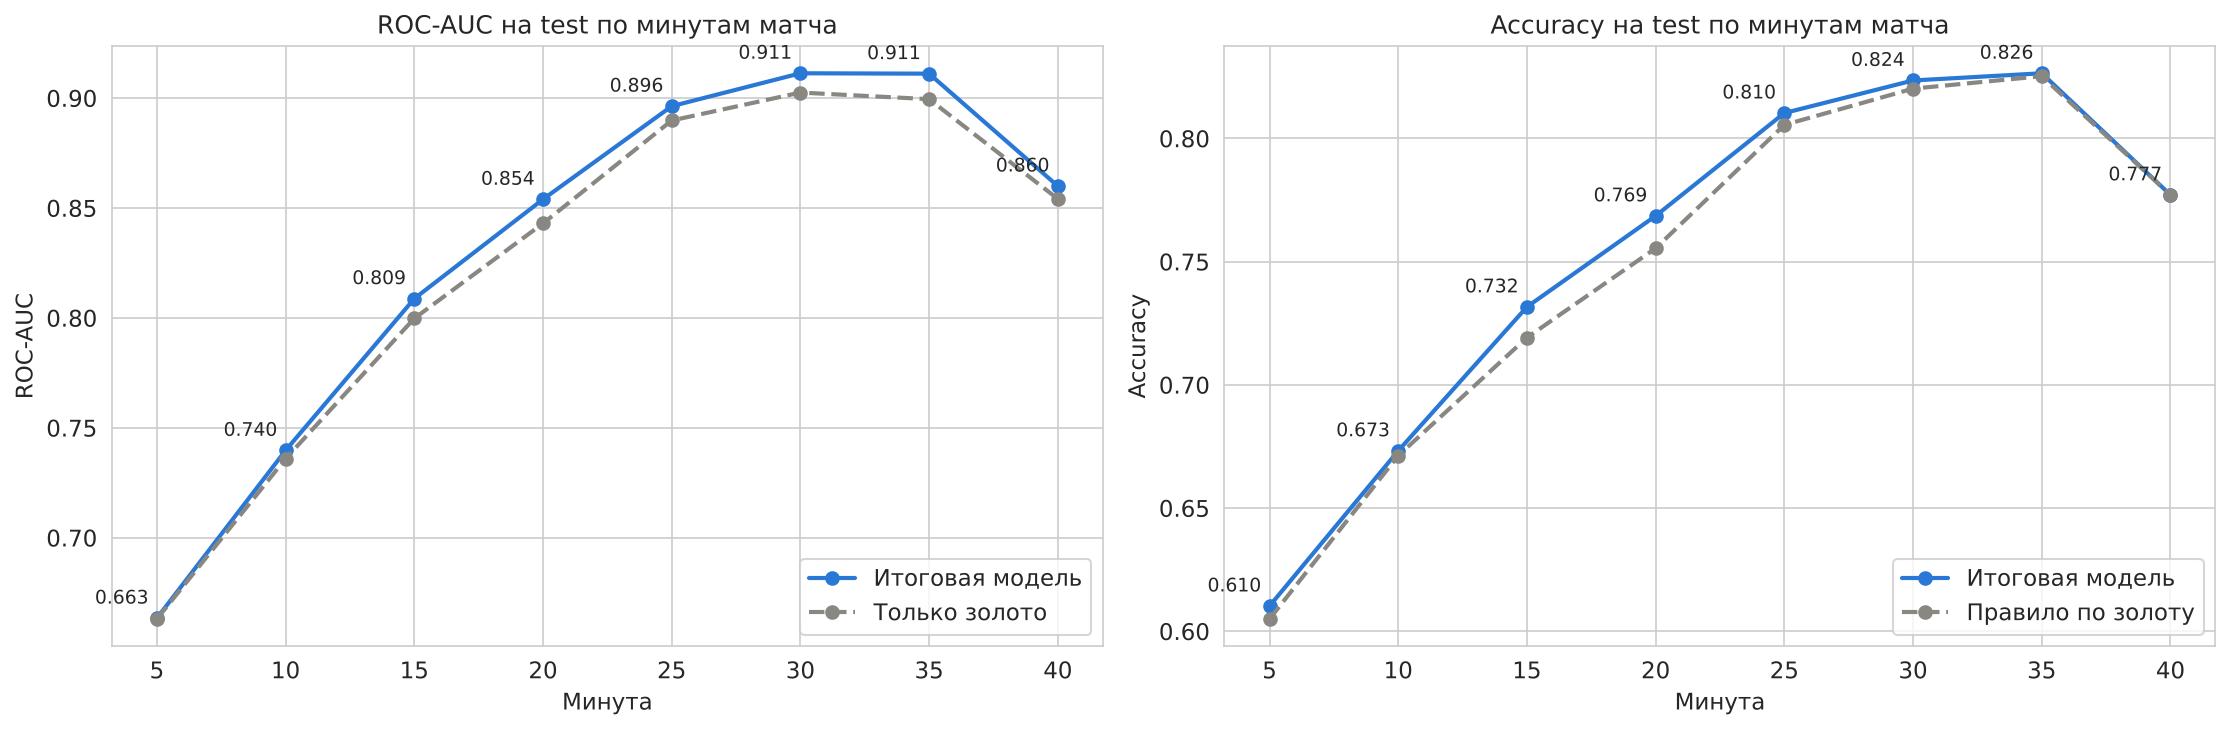 ROC-AUC на test по минутам матча
0.911
0.911
0.896
0.90
0.860
0.854
0.85
0.809
0.80
0.740
0.75
0.70
0.663
ROC-AUC
Итоговая модель
Только золото
5 10 15 20 25 30 35 40
Минута
Accuracy на test по минутам матча
0.826
0.824
0.810
0.80
0.777
0.769
0.75
0.732
0.70
0.673
0.65
0.610
0.60
Accuracy
Итоговая модель
Правило по золоту
5 10 15 20 25 30 35 40
Минута